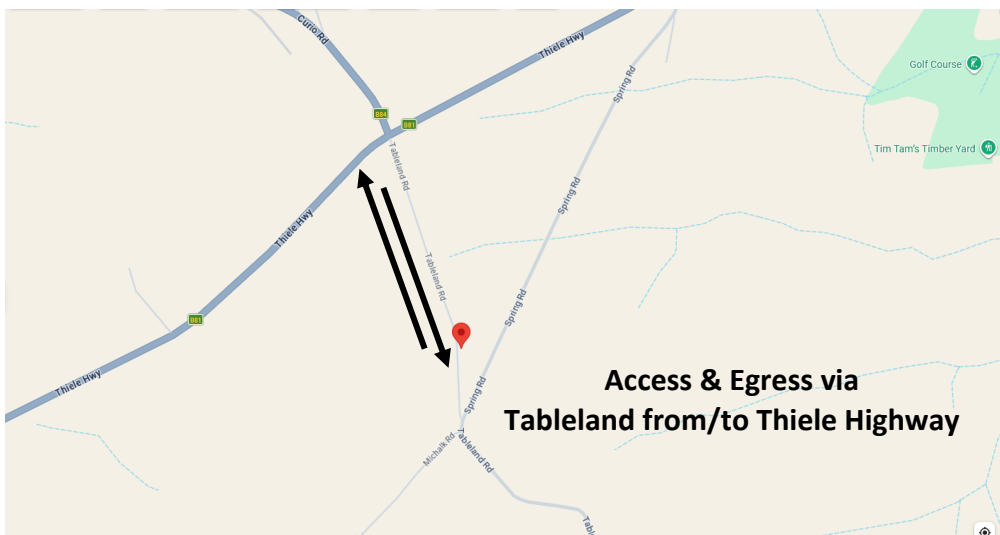 Curio Rd
Thiele Hwy
Golf Course
Spring Rd
B84
B81
Tim Tam's Timber Yard
Tableland Rd
Spring Rd
Thiele Hwy
Tableland Rd
Spring Rd
B81
Thiele Hwy
Spring Rd
Access & Egress via
Tableland from/to Thiele Highway
Michalk Rd
Tableland Rd
Tabl